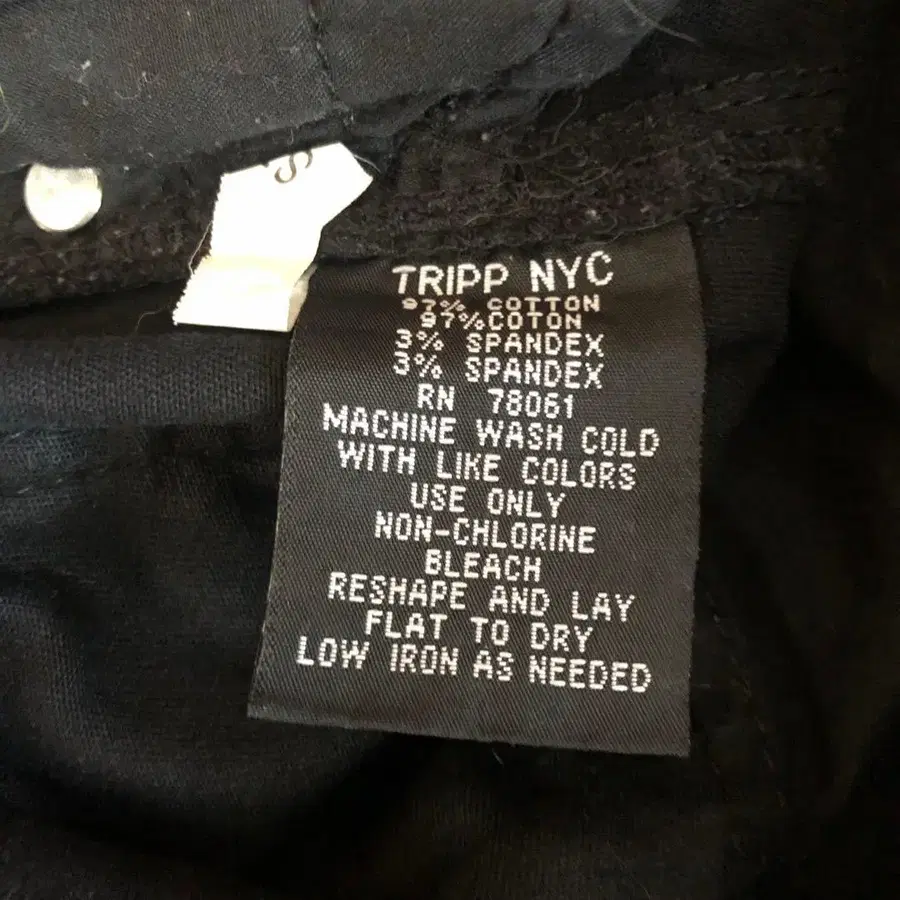 S
TRIPP NYC
97% COTTON
97%COTON
3% SPANDEX
3% SPANDEX
RN 78061
MACHINE WASH COLD
WITH LIKE COLORS
USE ONLY
NON-CHLORINE
BLEACH
RESHAPE AND LAY
FLAT TO DRY
LOW IRON AS NEEDED